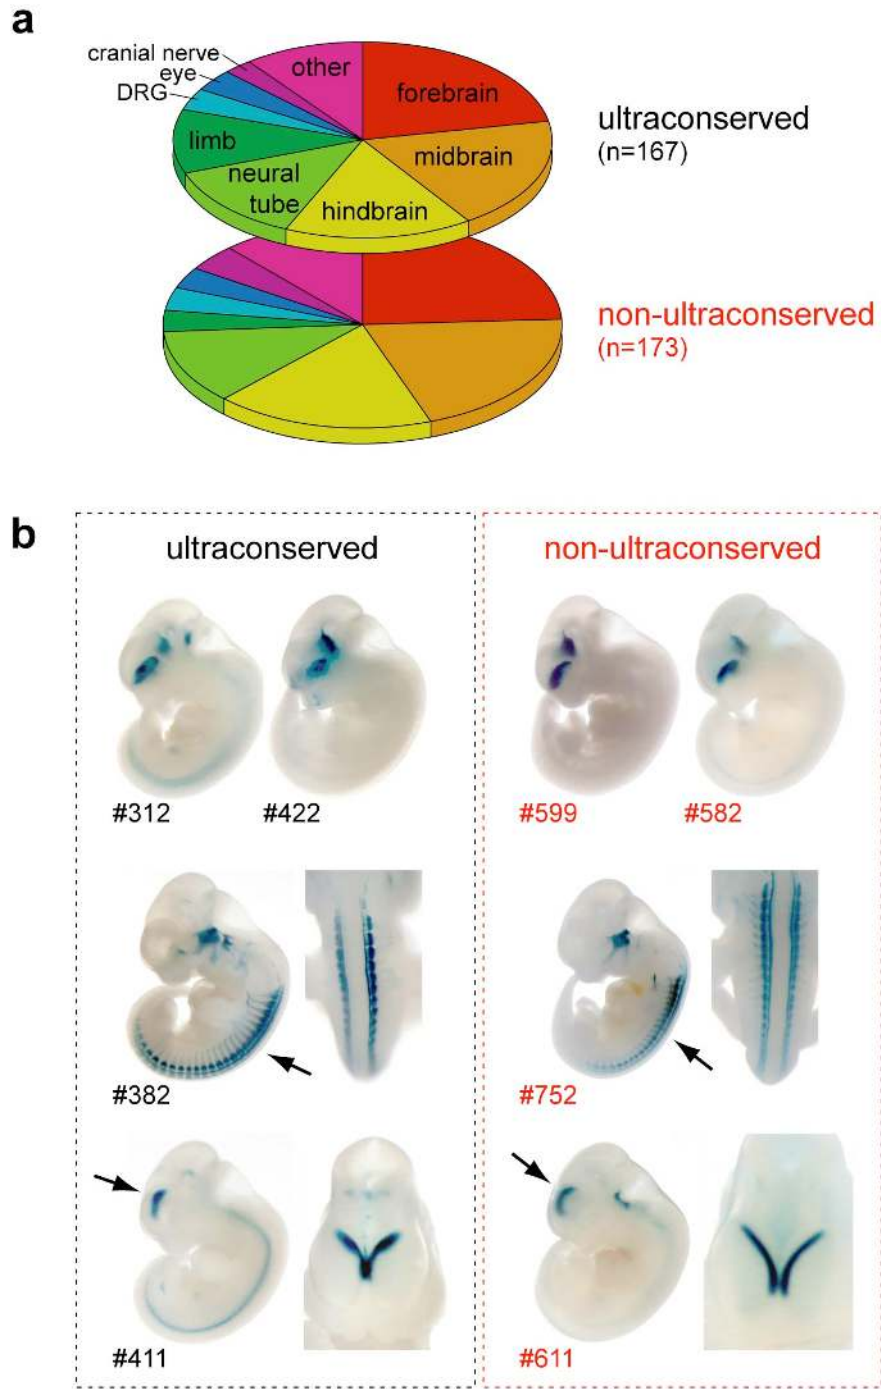 a
cranial nerve
eye
DRG
other
forebrain
limb
midbrain
neural
tube
hindbrain
ultraconserved
(n=167)
non-ultraconserved
(n=173)
b
ultraconserved
non-ultraconserved
#312
#422
#599
#582
#382
#752
#411
#611